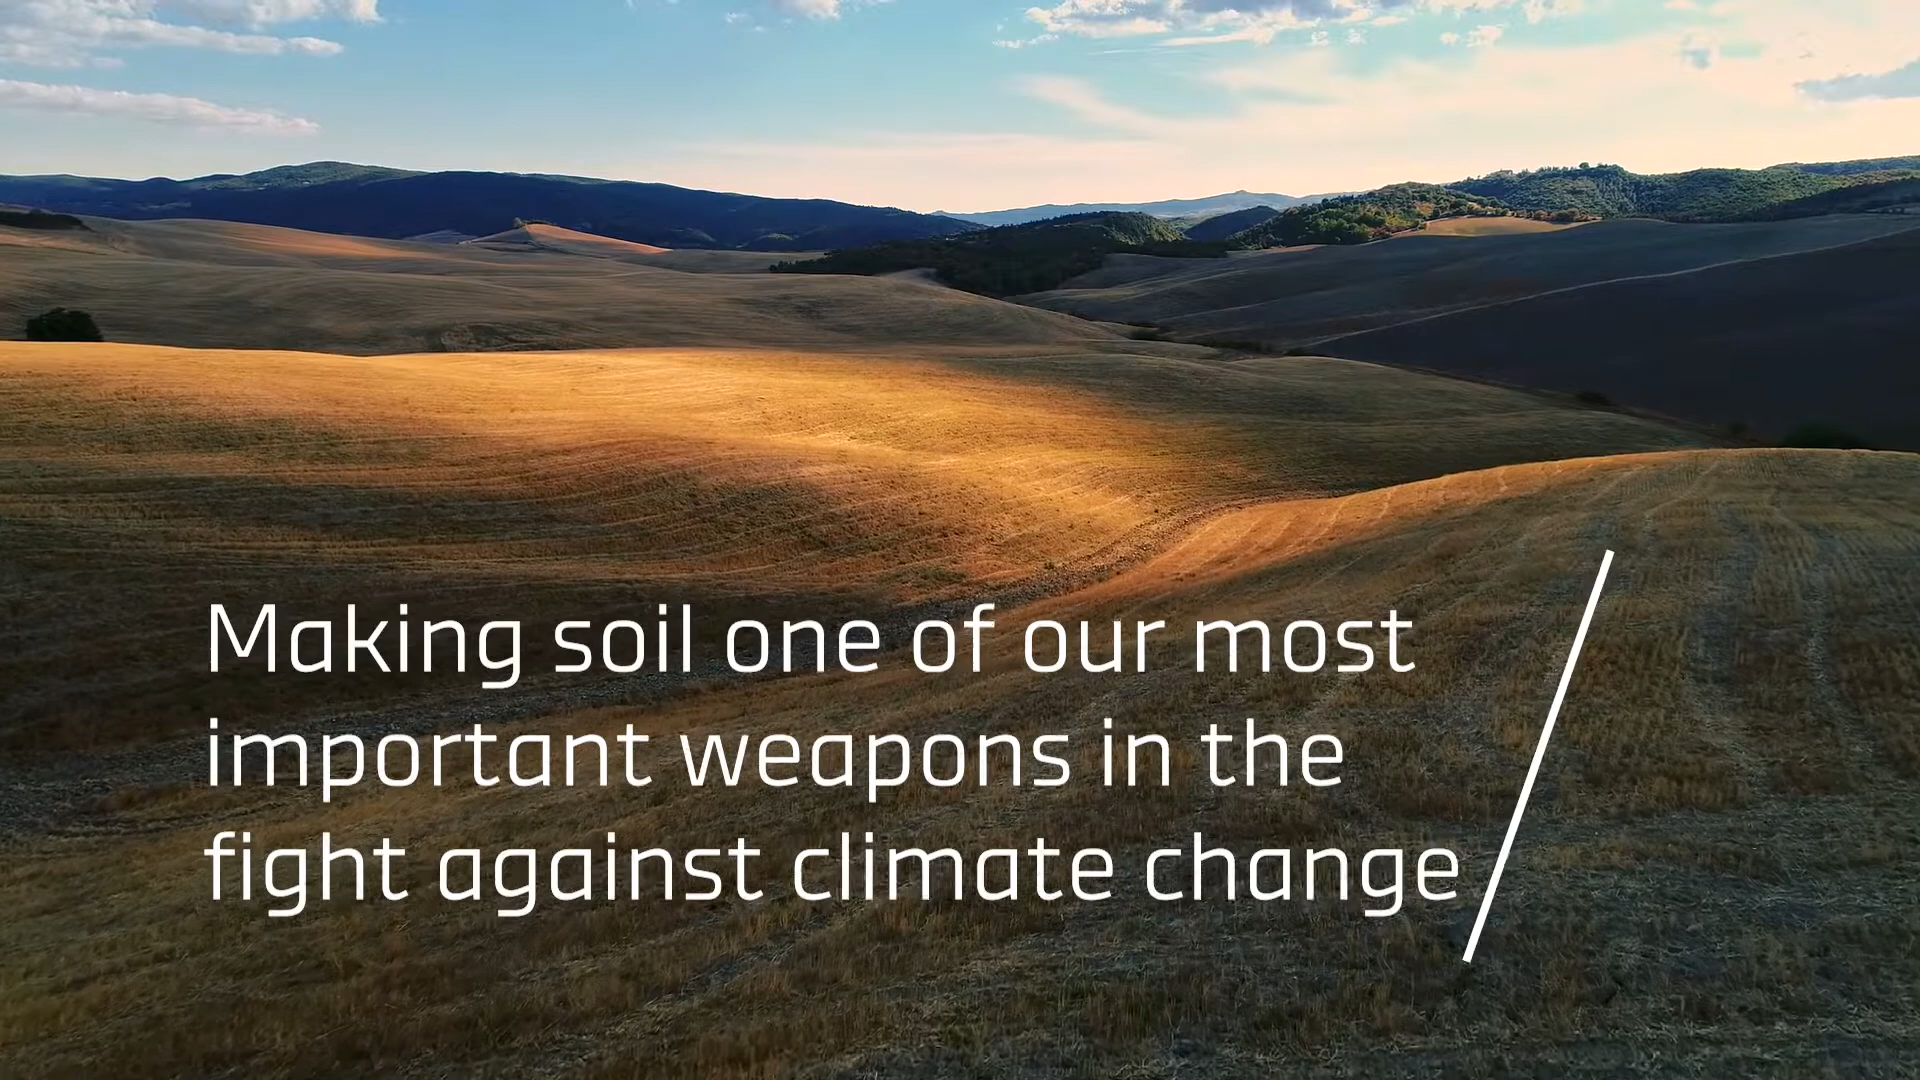 Making soil one of our most
important weapons in the
fight against climate change